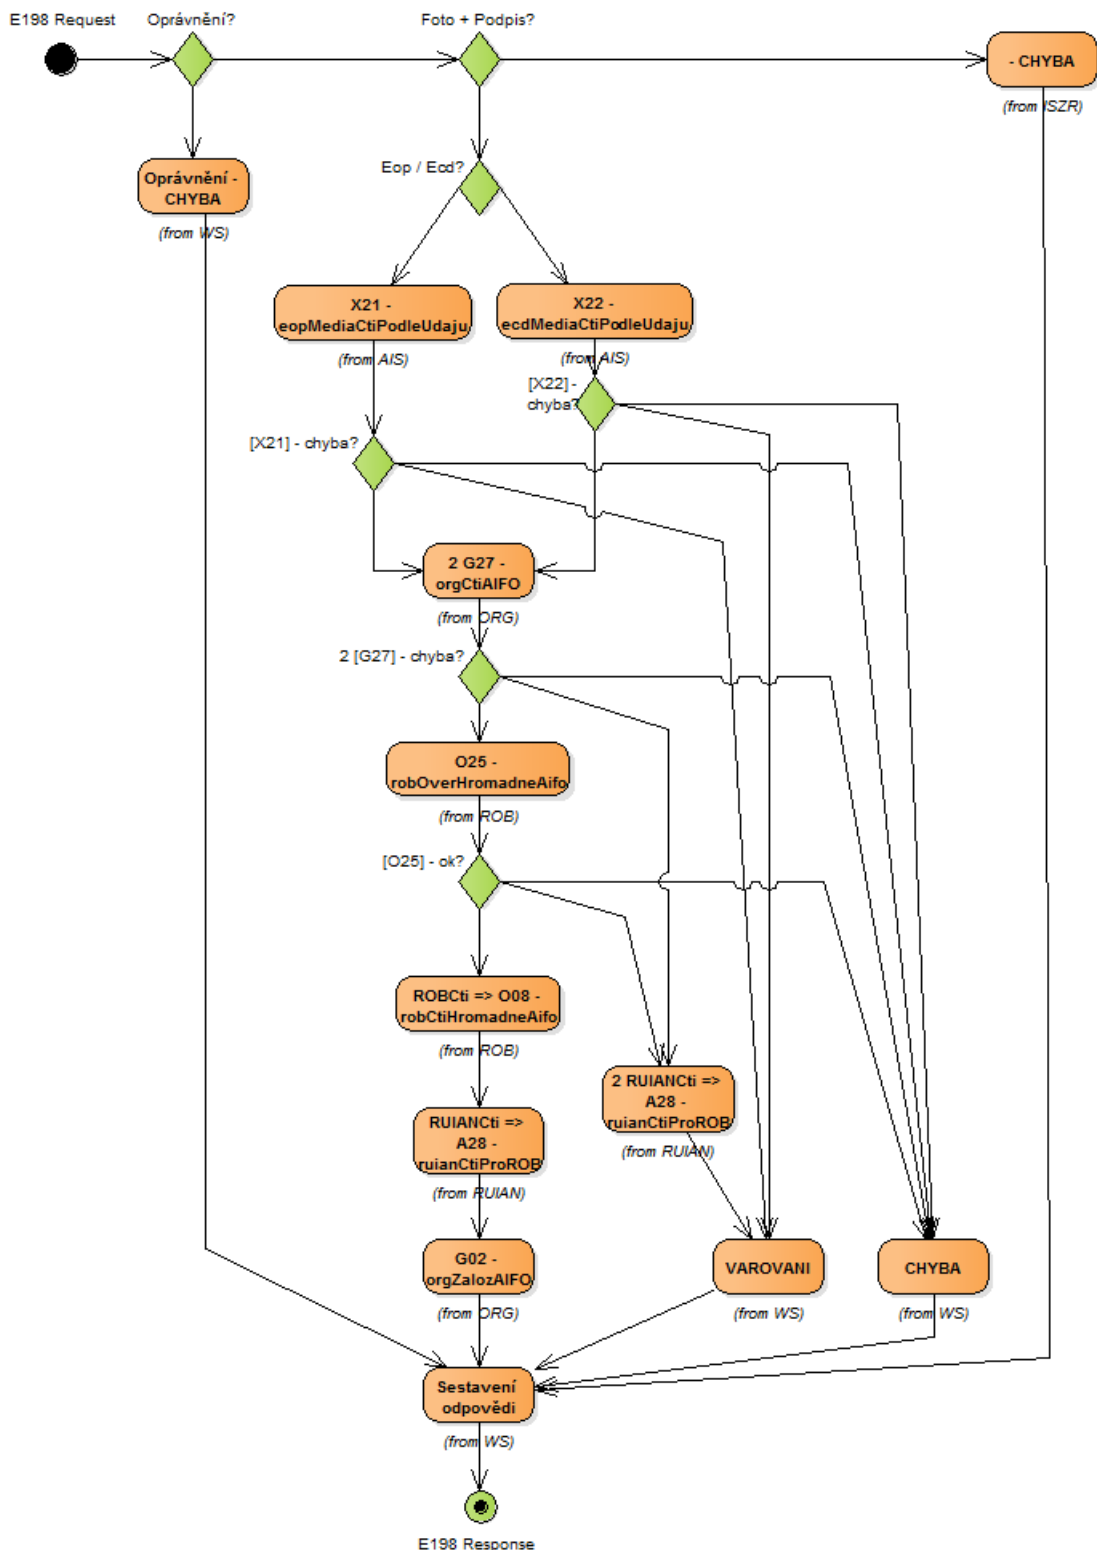 E198 Request
Oprávnění?
Foto + Podpis?
- CHYBA
(from ISZR)
Oprávnění -
CHYBA
(from WS)
Eop / Ecd?
X21 -
eopMediaCtiPodleUdaju
(from AIS)
X22 -
ecdMediaCtiPodleUdaju
(from AIS)
[X22] -
chyba?
[X21] - chyba?
2 G27 -
orgCtiAIFO
(from ORG)
2 [G27] - chyba?
O25 -
robOverHromadneAifo
(from ROB)
[O25] - ok?
ROBCti => O08 -
robCtiHromadneAifo
(from ROB)
2 RUIANCti =>
A28 -
ruianCtiProROB
(from RUIAN)
RUIANCti =>
A28 -
ruianCtiProROB
(from RUIAN)
G02 -
orgZalozAIFO
(from ORG)
VAROVANI
(from WS)
CHYBA
(from WS)
Sestavení
odpovědi
(from WS)
E198 Response